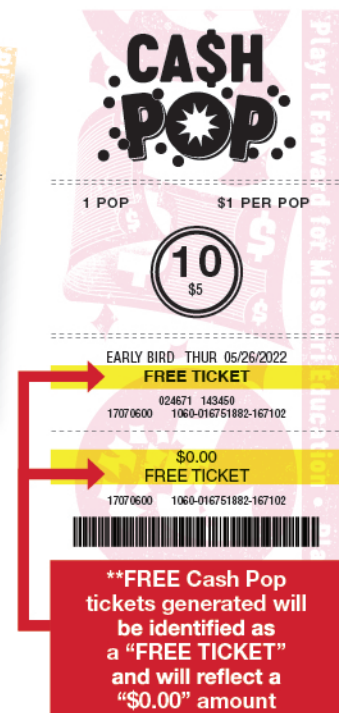 CA$H
POP
1 POP $1 PER POP
10
$5
EARLY BIRD THUR 05/26/2022
FREE TICKET
024671 143450
17070600 1060-016751882-167102
$0.00
FREE TICKET
17070600 1060-016751882-167102
**FREE Cash Pop
tickets generated will
be identified as
a “FREE TICKET”
and will reflect a
“$0.00” amount
Play It Forward for Missouri Education •